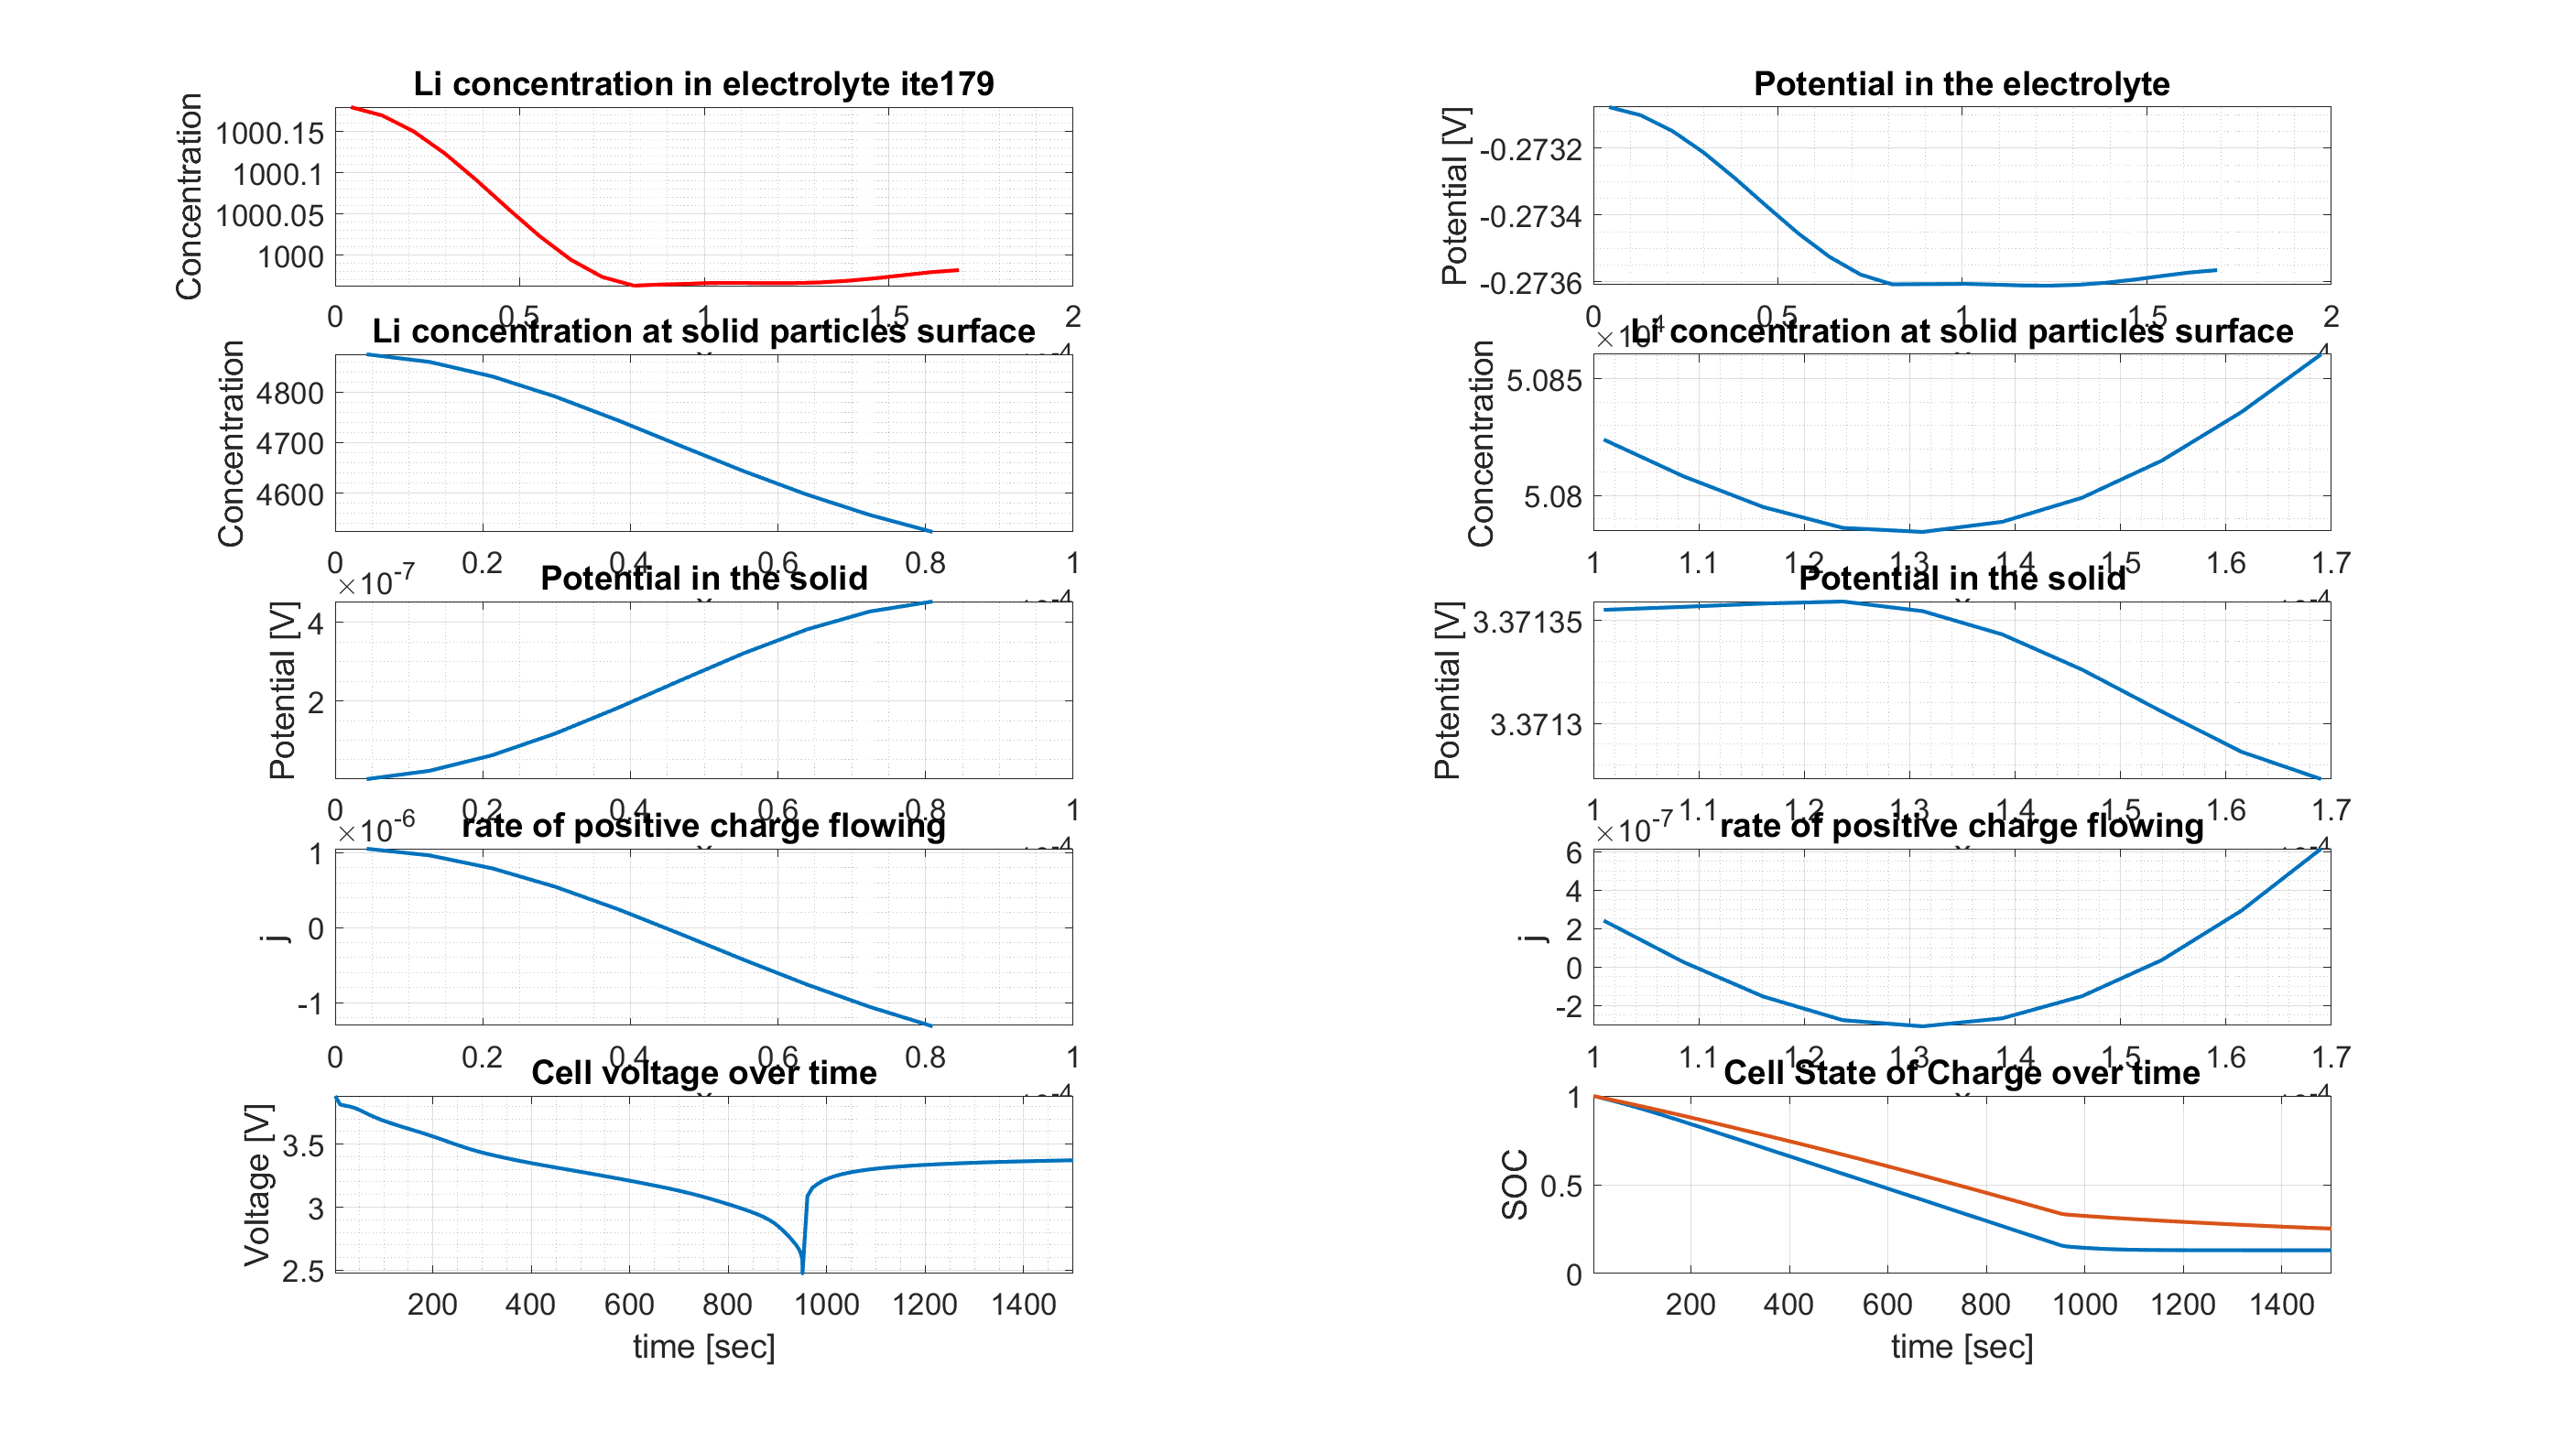 Li concentration in electrolyte ite179
Concentration
1000.15
1000.1
1000.05
1000
0 0.5 1 1.5 2
Potential in the electrolyte
Potential [V]
-0.2732
-0.2734
-0.2736
0 0.5 1 1.5 2
Li concentration at solid particles surface
Concentration
4800
4700
4600
0 0.2 0.4 0.6 0.8 1
×10^4
Li concentration at solid particles surface
Concentration
5.085
5.08
1 1.1 1.2 1.3 1.4 1.5 1.6 1.7
×10^-7
Potential in the solid
Potential [V]
4
2
0 0.2 0.4 0.6 0.8 1
Potential in the solid
Potential [V]
3.37135
3.3713
1 1.1 1.2 1.3 1.4 1.5 1.6 1.7
×10^-6
rate of positive charge flowing
j
1
0
-1
0 0.2 0.4 0.6 0.8 1
×10^-7
rate of positive charge flowing
j
6
4
2
0
-2
1 1.1 1.2 1.3 1.4 1.5 1.6 1.7
Cell voltage over time
Voltage [V]
3.5
3
2.5
200 400 600 800 1000 1200 1400
time [sec]
Cell State of Charge over time
SOC
1
0.5
0
200 400 600 800 1000 1200 1400
time [sec]